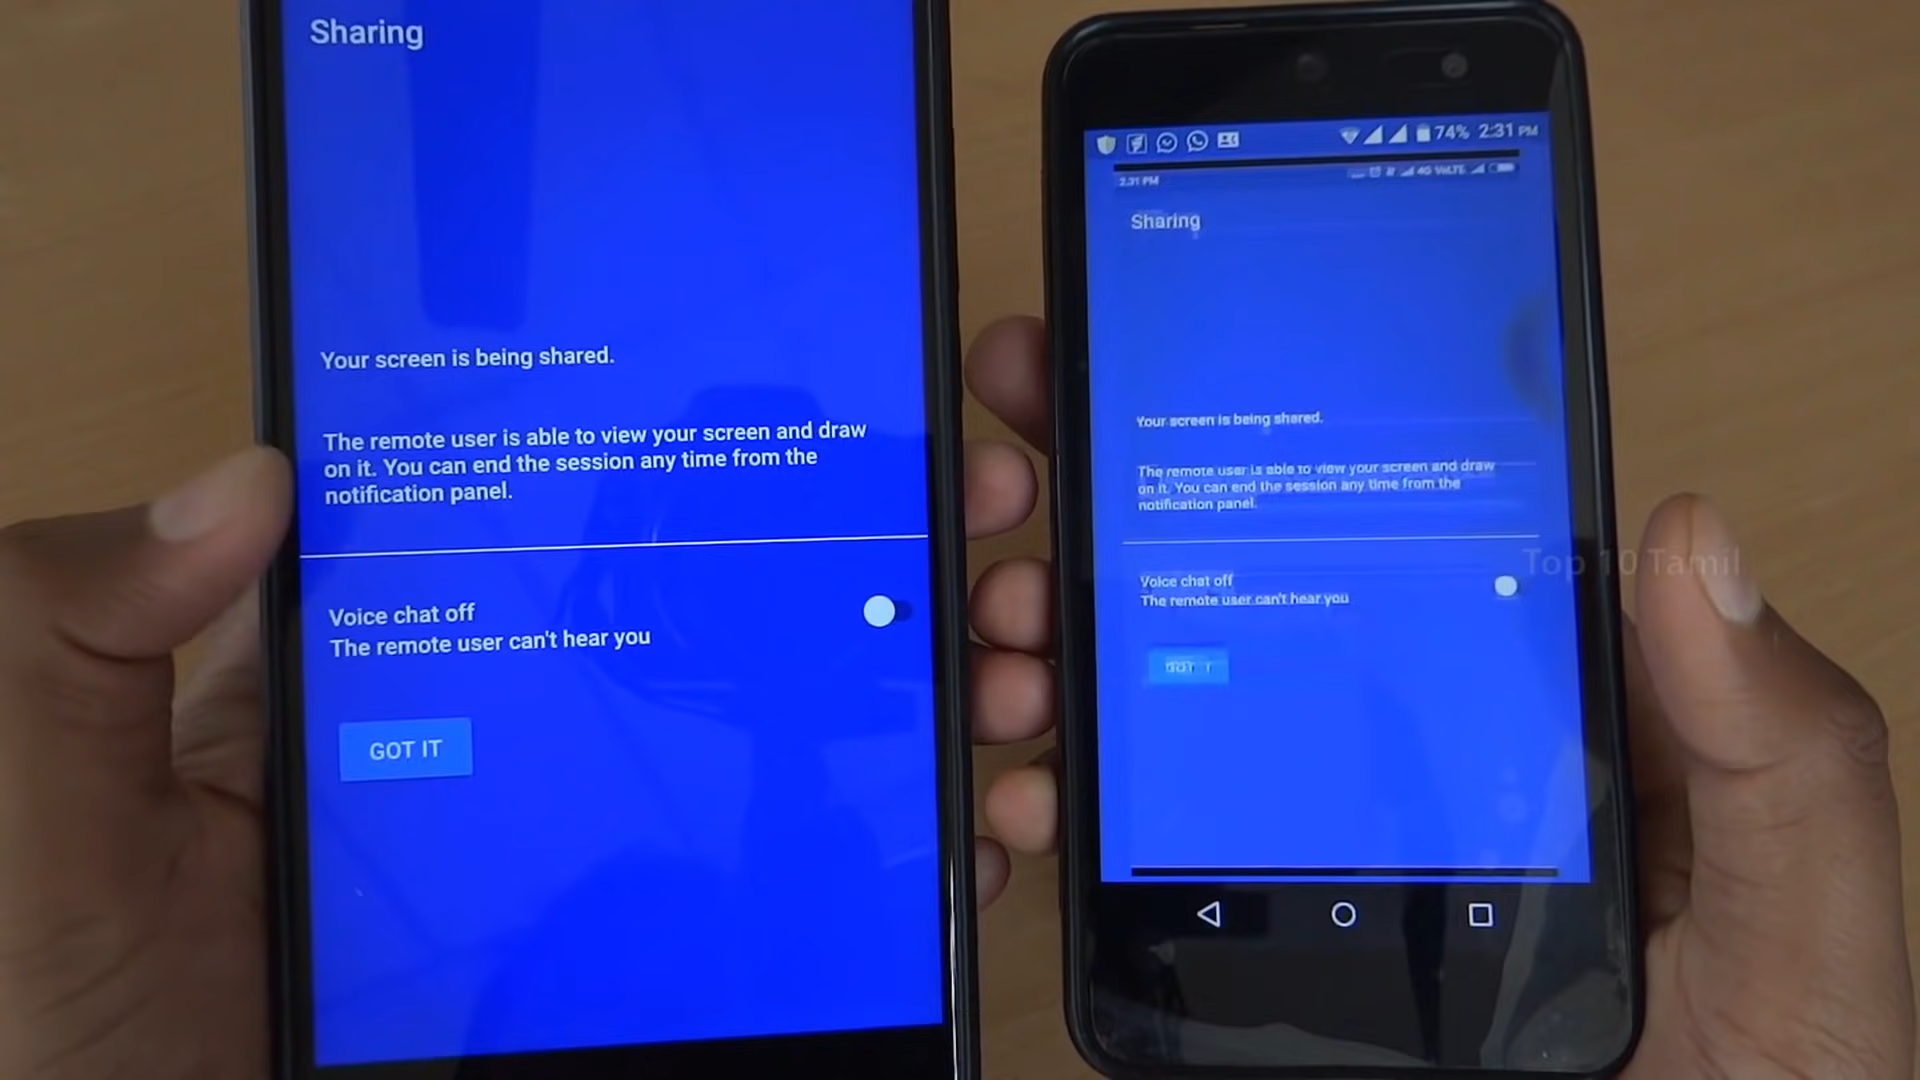 Sharing
Your screen is being shared.
The remote user is able to view your screen and draw
on it. You can end the session any time from the
notification panel.
Voice chat off
The remote user can't hear you
GOT IT
74% 2:31 PM
2:31 PM
4G VoLTE
Sharing
Your screen is being shared.
The remote user is able to view your screen and draw
on it. You can end the session any time from the
notification panel.
Voice chat off
The remote user can't hear you
Top 10 Tamil